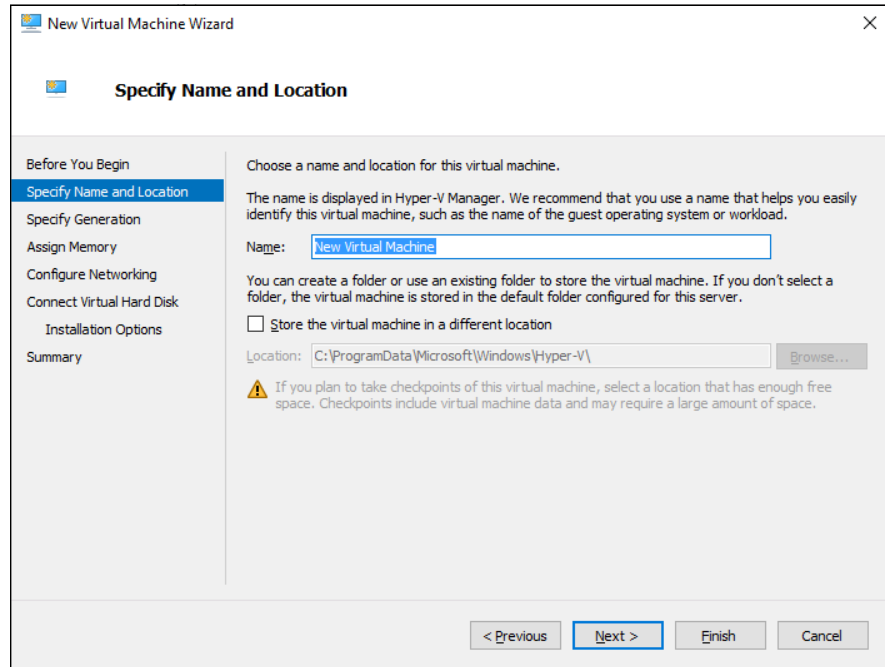 New Virtual Machine Wizard
Specify Name and Location
Before You Begin
Specify Name and Location
Specify Generation
Assign Memory
Configure Networking
Connect Virtual Hard Disk
Installation Options
Summary
Choose a name and location for this virtual machine.
The name is displayed in Hyper-V Manager. We recommend that you use a name that helps you easily
identify this virtual machine, such as the name of the guest operating system or workload.
Name: New Virtual Machine
You can create a folder or use an existing folder to store the virtual machine. If you don't select a
folder, the virtual machine is stored in the default folder configured for this server.
Store the virtual machine in a different location
Location: C:\ProgramData\Microsoft\Windows\Hyper-V\ Browse...
If you plan to take checkpoints of this virtual machine, select a location that has enough free
space. Checkpoints include virtual machine data and may require a large amount of space.
< Previous Next > Finish Cancel